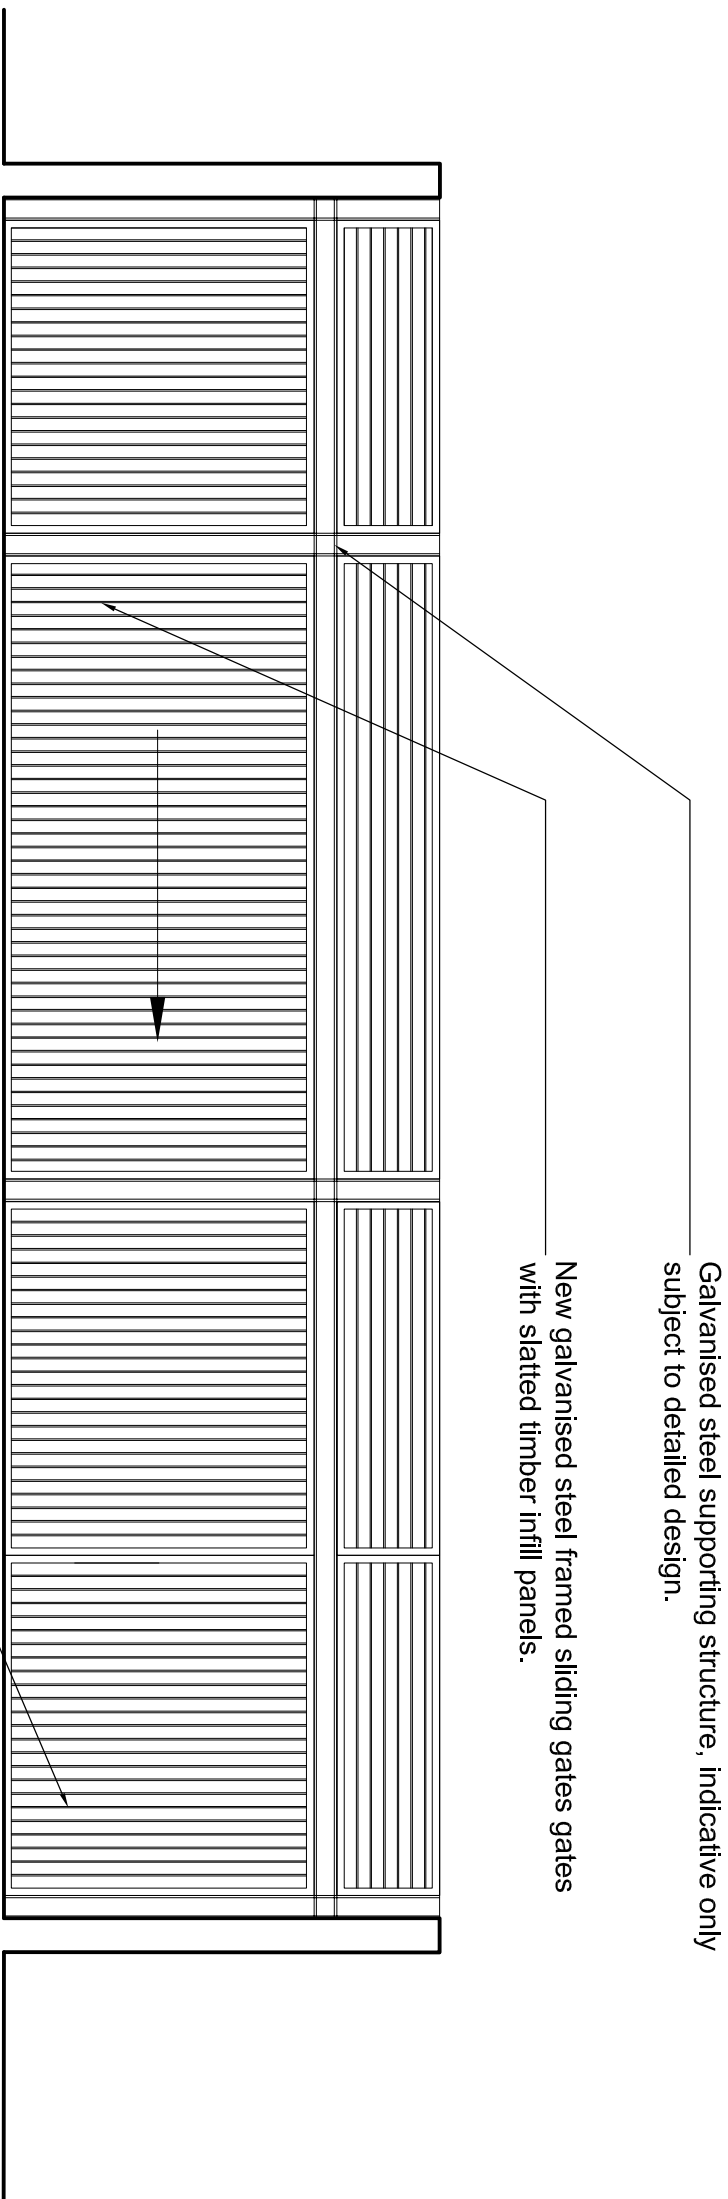 Galvanised steel supporting structure, indicative only
subject to detailed design.
New galvanised steel framed sliding gates gates
with slatted timber infill panels.